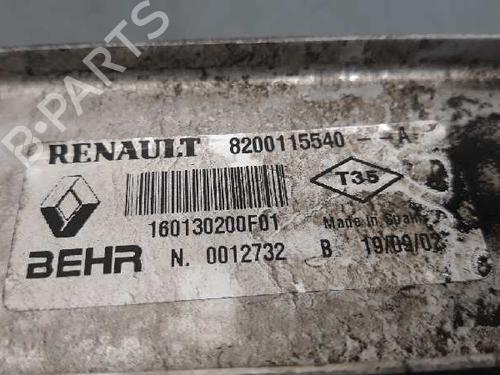 B-PARTS
RENAULT 8200115540--A
T35
160130200F01 Made in Spain
BEHR N. 0012732 B 19/09/02